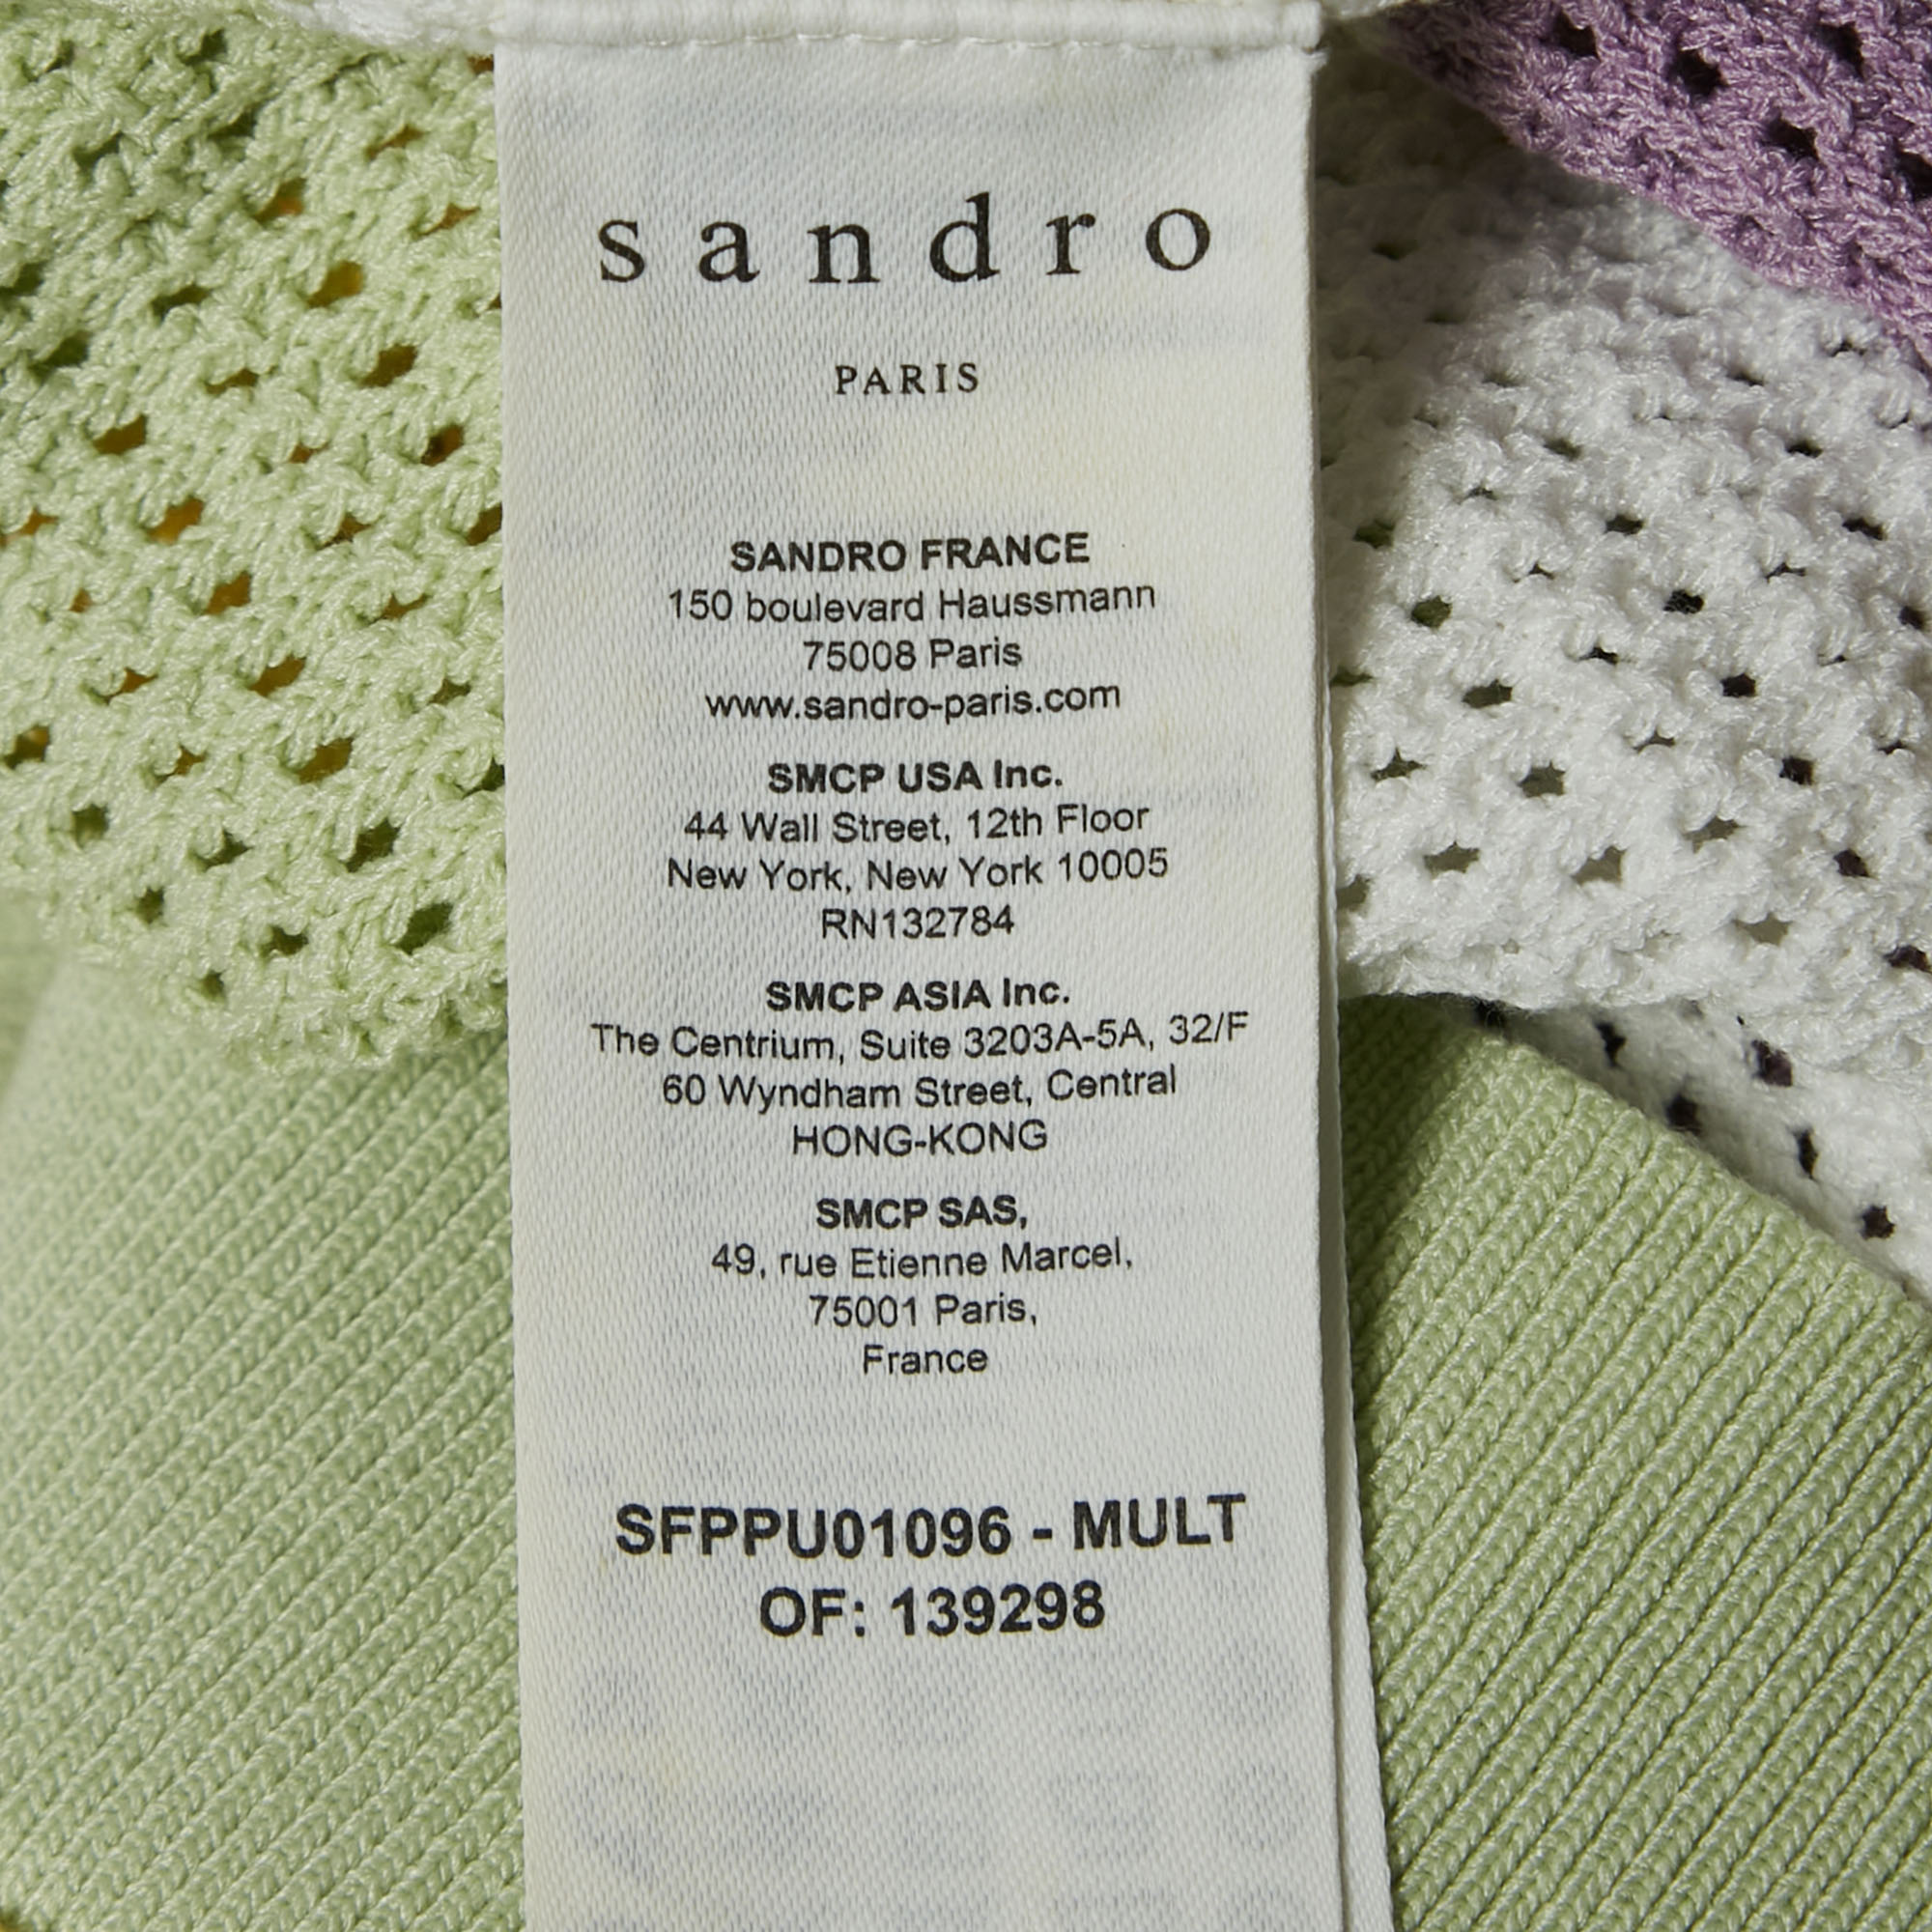 sandro
PARIS
SANDRO FRANCE
150 boulevard Haussmann
75008 Paris
www.sandro-paris.com
SMCP USA Inc.
44 Wall Street, 12th Floor
New York, New York 10005
RN132784
SMCP ASIA Inc.
The Centrium, Suite 3203A-5A, 32/F
60 Wyndham Street, Central
HONG-KONG
SMCP SAS,
49, rue Etienne Marcel,
75001 Paris,
France
SFPPU01096 - MULT
OF: 139298